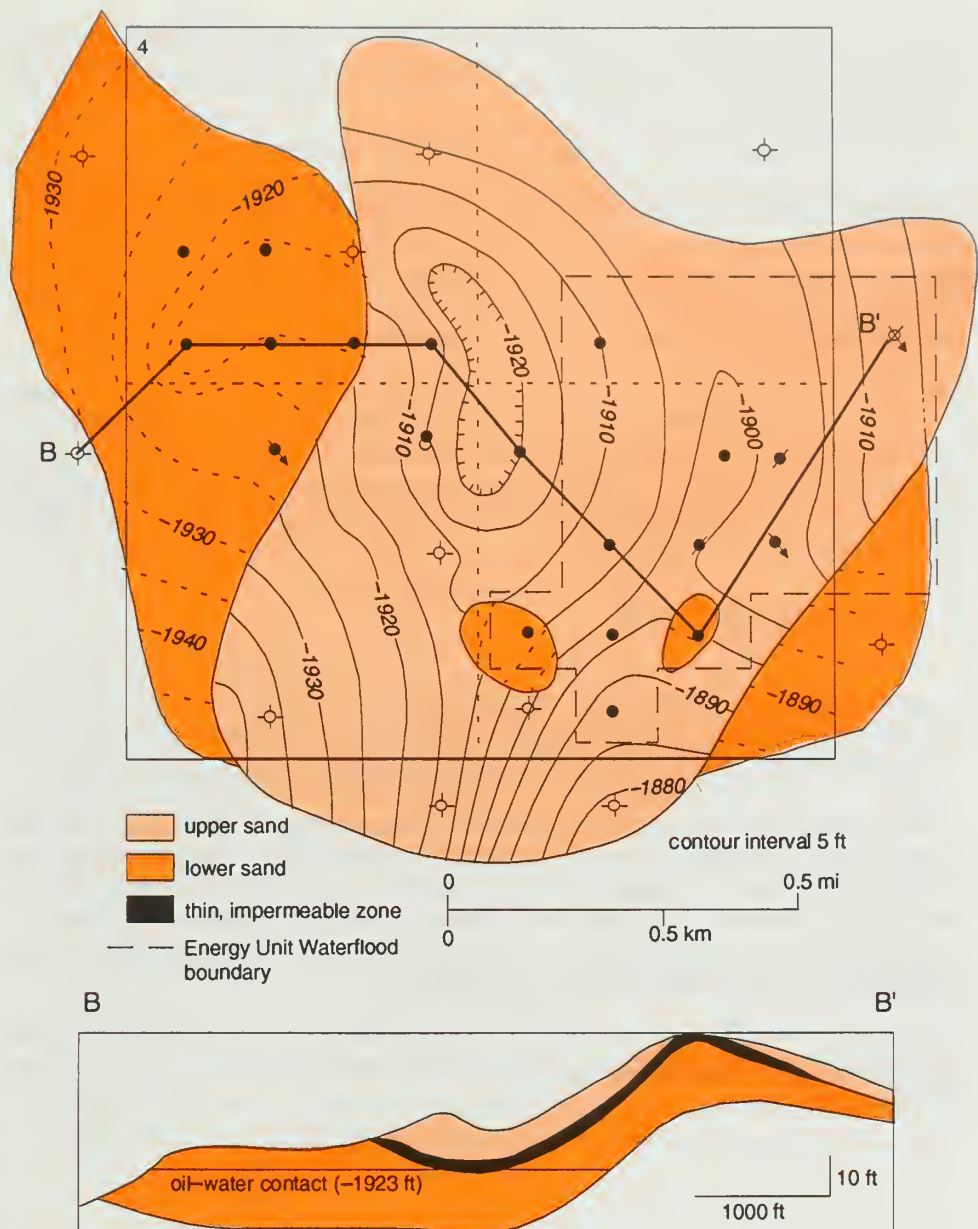 4
-1930
-1920
B'
-1920
-1910
-1910
-1900
-1910
B
-1930
-1920
-1940
-1930
-1890
-1890
-1880
upper sand
contour interval 5 ft
lower sand
0
0.5 mi
thin, impermeable zone
0
0.5 km
Energy Unit Waterflood
boundary
B
B'
oil–water contact (–1923 ft)
10 ft
1000 ft